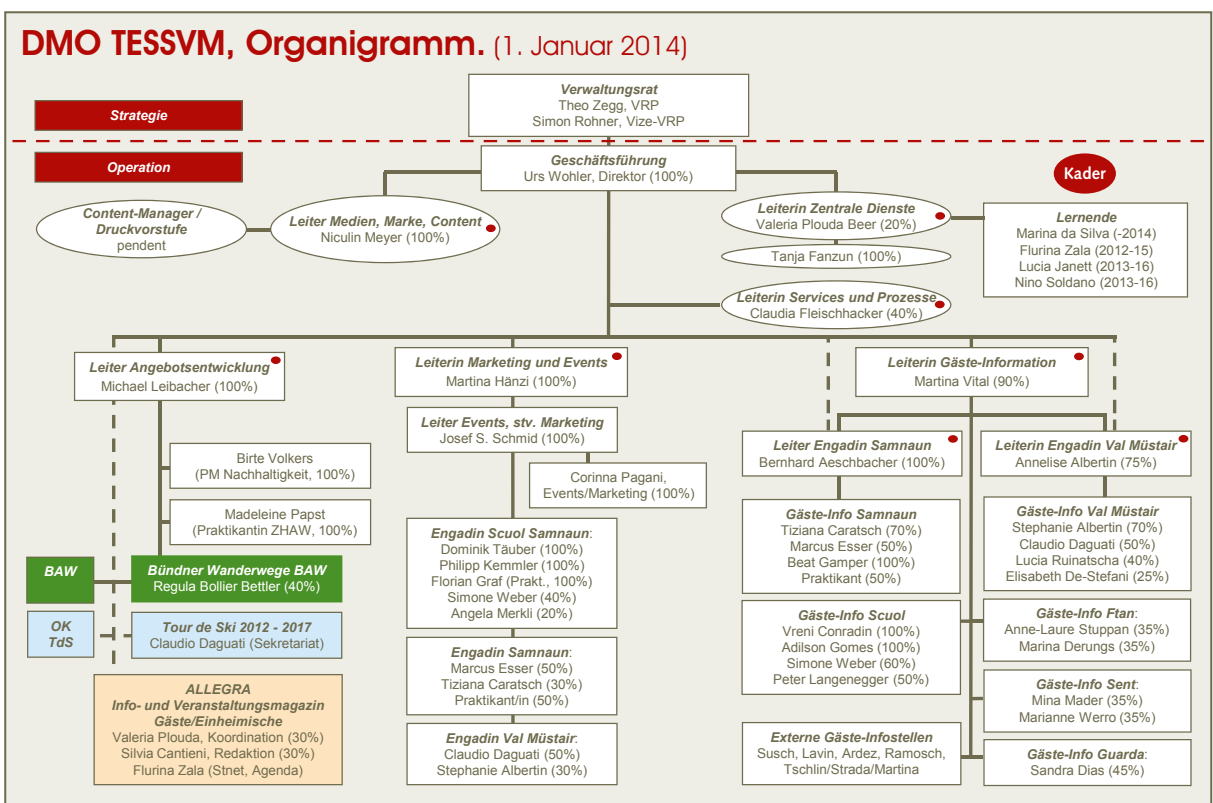 DMO TESSVM, Organigramm. (1. Januar 2014)
Strategie
Verwaltungsrat
Theo Zegg, VRP
Simon Rohner, Vize-VRP
Operation
Geschäftsführung
Urs Wohler, Direktor (100%)
Kader
Content-Manager /
Druckvorstufe
pendent
Leiter Medien, Marke, Content
Niculin Meyer (100%)
Leiterin Zentrale Dienste
Valeria Plouda Beer (20%)
Tanja Fanzun (100%)
Lernende
Marina da Silva (-2014)
Flurina Zala (2012-15)
Lucia Janett (2013-16)
Nino Soldano (2013-16)
Leiterin Services und Prozesse
Claudia Fleischhacker (40%)
Leiter Angebotsentwicklung
Michael Leibacher (100%)
Birte Volkers
(PM Nachhaltigkeit, 100%)
Madeleine Papst
(Praktikantin ZHAW, 100%)
BAW
Bündner Wanderwege BAW
Regula Bollier Bettler (40%)
OK
TdS
Tour de Ski 2012 - 2017
Claudio Daguati (Sekretariat)
ALLEGRA
Info- und Veranstaltungsmagazin
Gäste/Einheimische
Valeria Plouda, Koordination (30%)
Silvia Cantieni, Redaktion (30%)
Flurina Zala (Stnet, Agenda)
Leiterin Marketing und Events
Martina Hänzi (100%)
Leiter Events, stv. Marketing
Josef S. Schmid (100%)
Corinna Pagani,
Events/Marketing (100%)
Engadin Scuol Samnaun:
Dominik Täuber (100%)
Philipp Kemmler (100%)
Florian Graf (Prakt., 100%)
Simone Weber (40%)
Angela Merkli (20%)
Engadin Samnaun:
Marcus Esser (50%)
Tiziana Caratsch (30%)
Praktikant/in (50%)
Engadin Val Müstair:
Claudio Daguati (50%)
Stephanie Albertin (30%)
Leiterin Gäste-Information
Martina Vital (90%)
Leiter Engadin Samnaun
Bernhard Aeschbacher (100%)
Leiterin Engadin Val Müstair
Annelise Albertin (75%)
Gäste-Info Samnaun
Tiziana Caratsch (70%)
Marcus Esser (50%)
Beat Gamper (100%)
Praktikant (50%)
Gäste-Info Val Müstair
Stephanie Albertin (70%)
Claudio Daguati (50%)
Lucia Ruinatscha (40%)
Elisabeth De-Stefani (25%)
Gäste-Info Scuol
Vreni Conradin (100%)
Adilson Gomes (100%)
Simone Weber (60%)
Peter Langenegger (50%)
Gäste-Info Ftan:
Anne-Laure Stuppan (35%)
Marina Derungs (35%)
Gäste-Info Sent:
Mina Mader (35%)
Marianne Werro (35%)
Externe Gäste-Infostellen
Susch, Lavin, Ardez, Ramosch,
Tschlin/Strada/Martina
Gäste-Info Guarda:
Sandra Dias (45%)